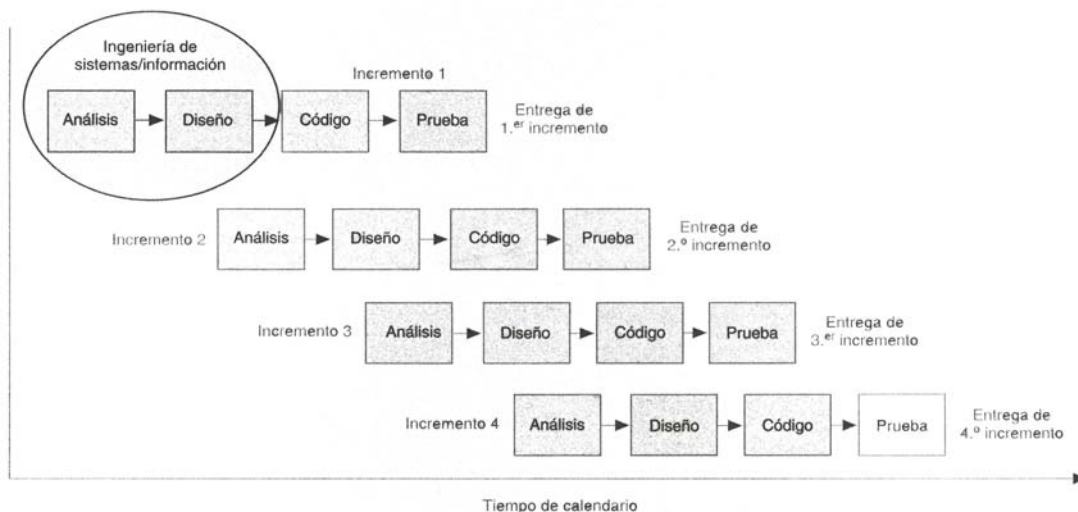 Ingeniería de
sistemas/información
Incremento 1
Análisis
Diseño
Código
Prueba
Entrega de
1.er incremento
Incremento 2
Análisis
Diseño
Código
Prueba
Entrega de
2.º incremento
Incremento 3
Análisis
Diseño
Código
Prueba
Entrega de
3.er incremento
Incremento 4
Análisis
Diseño
Código
Prueba
Entrega de
4.º incremento
Tiempo de calendario